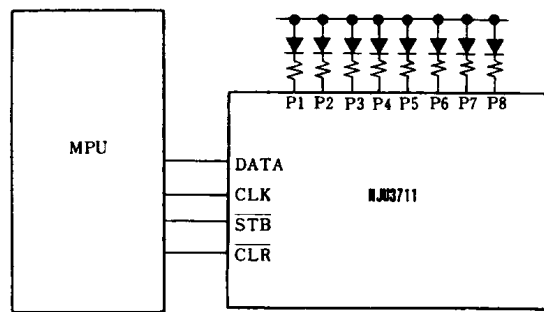 P1 P2 P3 P4 P5 P6 P7 P8
MPU
DATA
CLK
NJU3711
STB
CLR